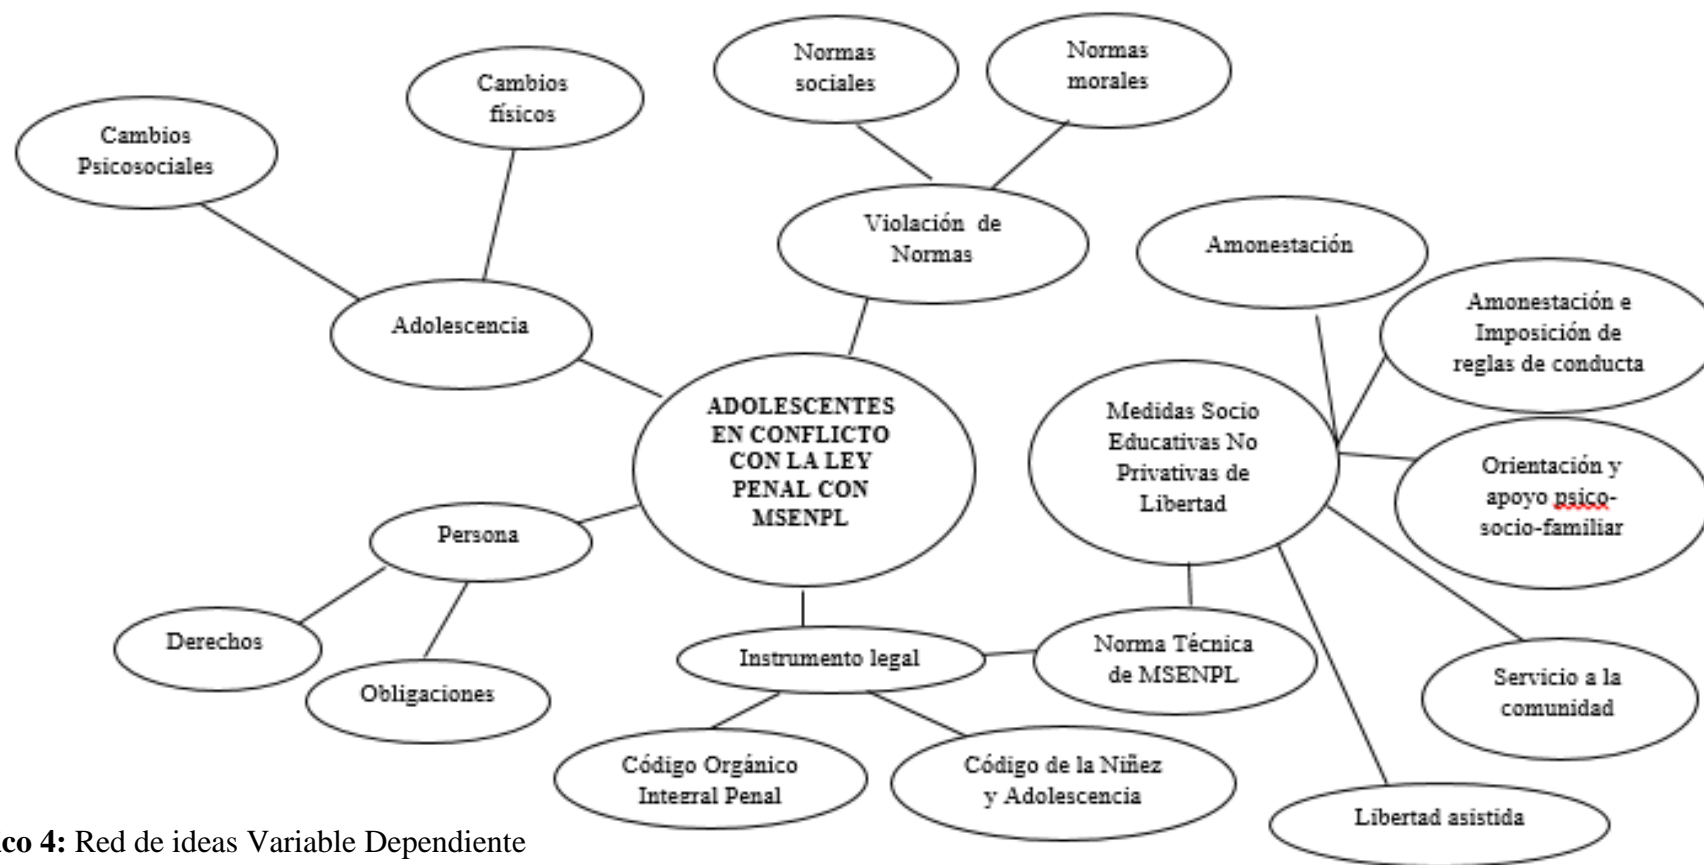 Normas
sociales
Normas
morales
Cambios
físicos
Cambios
Psicosociales
Violación de
Normas
Amonestación
Amonestación e
Imposición de
reglas de conducta
Adolescencia
ADOLESCENTES
EN CONFLICTO
CON LA LEY
PENAL CON
MSENPL
Medidas Socio
Educativas No
Privativas de
Libertad
Orientación y
apoyo psico-
socio-familiar
Persona
Derechos
Obligaciones
Instrumento legal
Norma Técnica
de MSENPL
Servicio a la
comunidad
Código Orgánico
Integral Penal
Código de la Niñez
y Adolescencia
Libertad asistida
co 4: Red de ideas Variable Dependiente